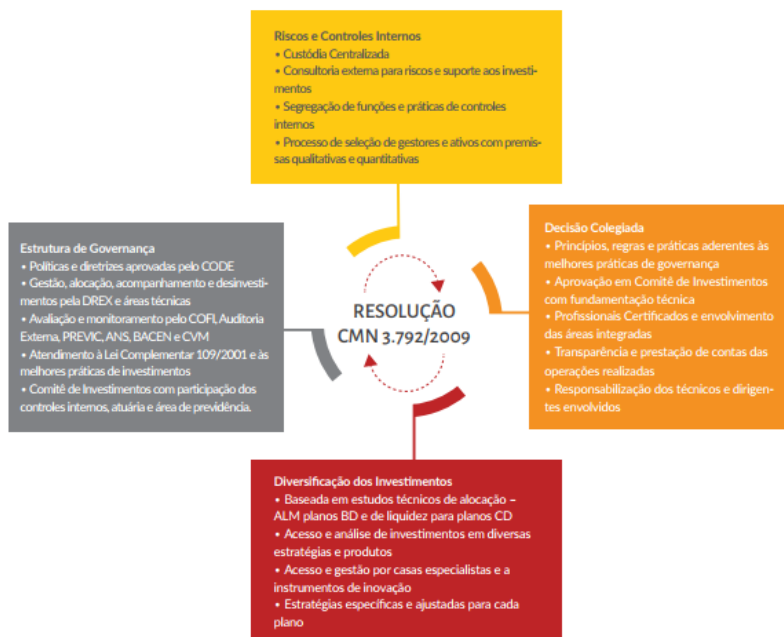 Riscos e Controles Internos
• Custódia Centralizada
• Consultoria externa para riscos e suporte aos investi-
mentos
• Segregação de funções e práticas de controles
internos
• Processo de seleção de gestores e ativos com premis-
sas qualitativas e quantitativas
Estrutura de Governança
• Políticas e diretrizes aprovadas pelo CODE
• Gestão, alocação, acompanhamento e desinvesti-
mentos pela DREX e áreas técnicas
• Avaliação e monitoramento pelo COFI, Auditoria
Externa, PREVIC, ANS, BACEN e CVM
• Atendimento à Lei Complementar 109/2001 e às
melhores práticas de investimentos
• Comitê de Investimentos com participação dos
controles internos, atuária e área de previdência.
RESOLUÇÃO
CMN 3.792/2009
Decisão Colegiada
• Princípios, regras e práticas aderentes às
melhores práticas de governança
• Aprovação em Comitê de Investimentos
com fundamentação técnica
• Profissionais Certificados e envolvimento
das áreas integradas
• Transparência e prestação de contas das
operações realizadas
• Responsabilização dos técnicos e dirigen-
tes envolvidos
Diversificação dos Investimentos
• Baseada em estudos técnicos de alocação –
ALM planos BD e de liquidez para planos CD
• Acesso e análise de investimentos em diversas
estratégias e produtos
• Acesso e gestão por casas especialistas e a
instrumentos de inovação
• Estratégias específicas e ajustadas para cada
plano